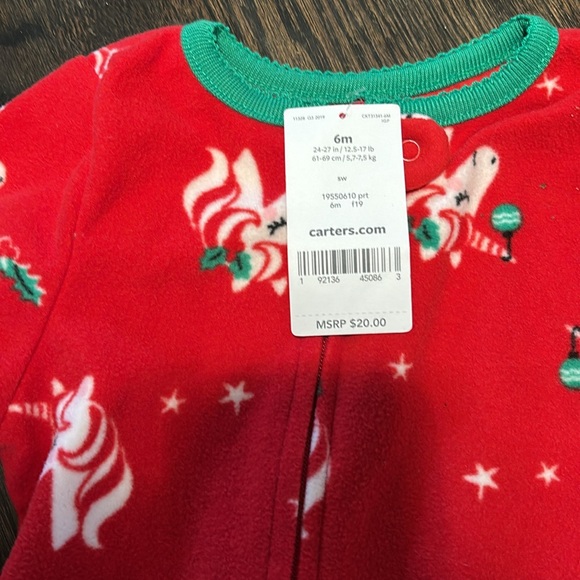 6m
24-27 in / 12.5-17 lb
61-69 cm / 5,7-7,5 kg
sw
19550610 prt
6m f19
carters.com
1 92136 45086 3
MSRP $20.00